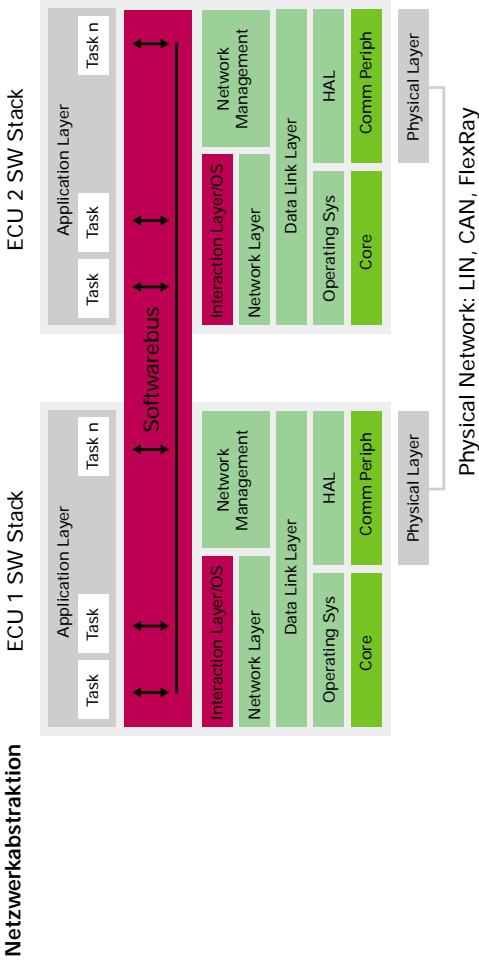 Netzwerkabstraktion
ECU 1 SW Stack
Application Layer
Task
Task
Task n
ECU 2 SW Stack
Application Layer
Task
Task
Task n
Softwarebus
Interaction Layer/OS
Network Layer
Network
Management
Data Link Layer
Operating Sys
HAL
Core
Comm Periph
Physical Layer
Interaction Layer/OS
Network Layer
Network
Management
Data Link Layer
Operating Sys
HAL
Core
Comm Periph
Physical Layer
Physical Network: LIN, CAN, FlexRay